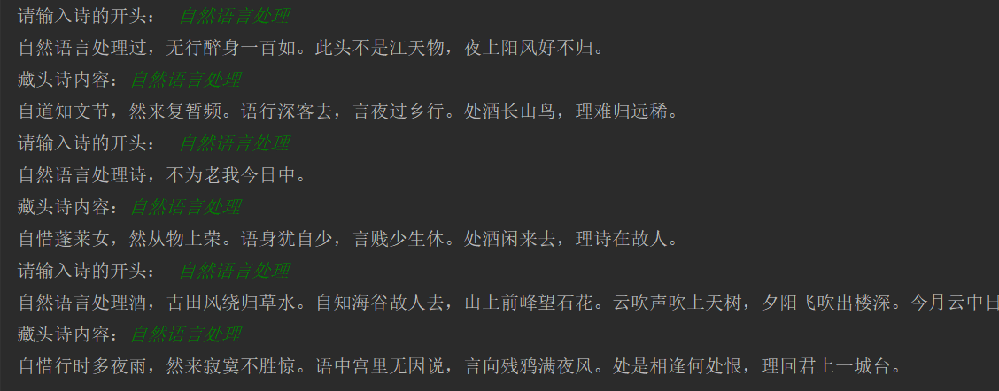 请输入诗的开头： 自然语言处理
自然语言处理过，无行醉身一百如。此头不是江天物，夜上阳风好不归。
藏头诗内容：自然语言处理
自道知文节，然来复暂频。语行深客去，言夜过乡行。处酒长山鸟，理难归远稀。
请输入诗的开头： 自然语言处理
自然语言处理诗，不为老我今日中。
藏头诗内容：自然语言处理
自惜蓬莱女，然从物上荣。语身犹自少，言贱少生休。处酒闲来去，理诗在故人。
请输入诗的开头： 自然语言处理
自然语言处理酒，古田风绕归草水。自知海谷故人去，山上前峰望石花。云吹声吹上天树，夕阳飞吹出楼深。今月云中日
藏头诗内容：自然语言处理
自惜行时多夜雨，然来寂寞不胜惊。语中宫里无因说，言向残鸦满夜风。处是相逢何处恨，理回君上一城台。